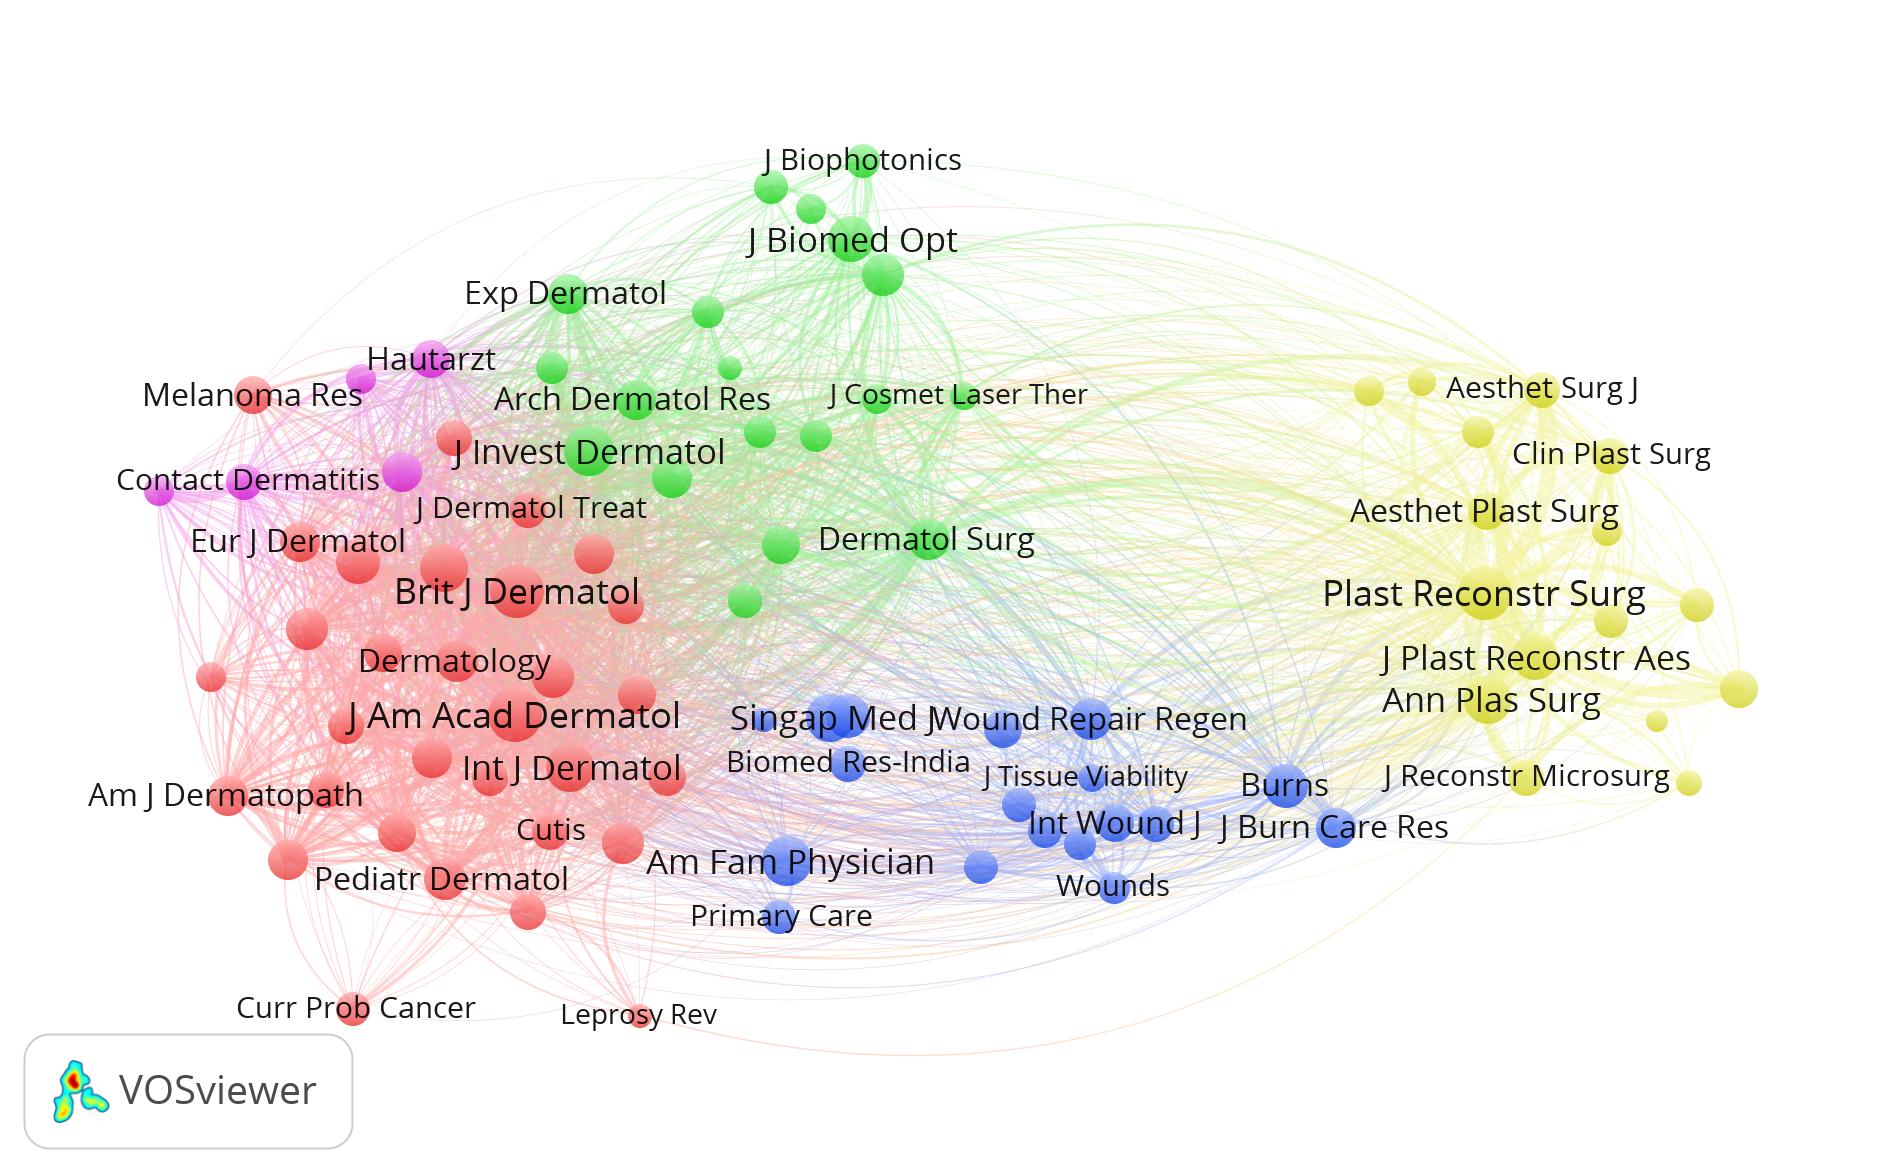 J Biophotonics
J Biomed Opt
Exp Dermatol
Hautarzt
Melanoma Res
Aesthet Surg J
Arch Dermatol Res
J Cosmet Laser Ther
J Invest Dermatol
Clin Plast Surg
Contact Dermatitis
J Dermatol Treat
Aesthet Plast Surg
Eur J Dermatol
Dermatol Surg
Brit J Dermatol
Plast Reconstr Surg
Dermatology
J Plast Reconstr Aes
Ann Plas Surg
J Am Acad Dermatol
Singap Med J
Wound Repair Regen
Int J Dermatol
Biomed Res-India
J Tissue Viability
Burns
J Reconstr Microsurg
Am J Dermatopath
Cutis
Int Wound J
J Burn Care Res
Am Fam Physician
Pediatr Dermatol
Wounds
Primary Care
Curr Prob Cancer
Leprosy Rev
VOSviewer